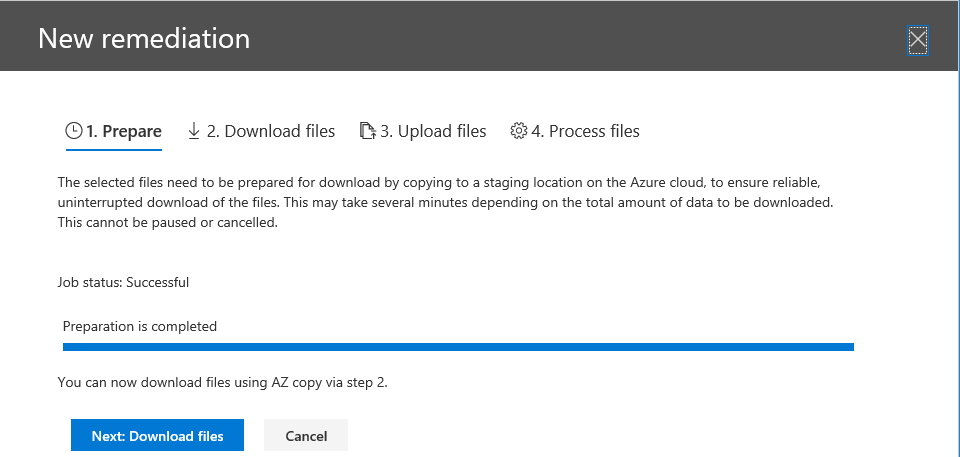 New remediation
1. Prepare
2. Download files
3. Upload files
4. Process files
The selected files need to be prepared for download by copying to a staging location on the Azure cloud, to ensure reliable,
uninterrupted download of the files. This may take several minutes depending on the total amount of data to be downloaded.
This cannot be paused or cancelled.
Job status: Successful
Preparation is completed
You can now download files using AZ copy via step 2.
Next: Download files
Cancel